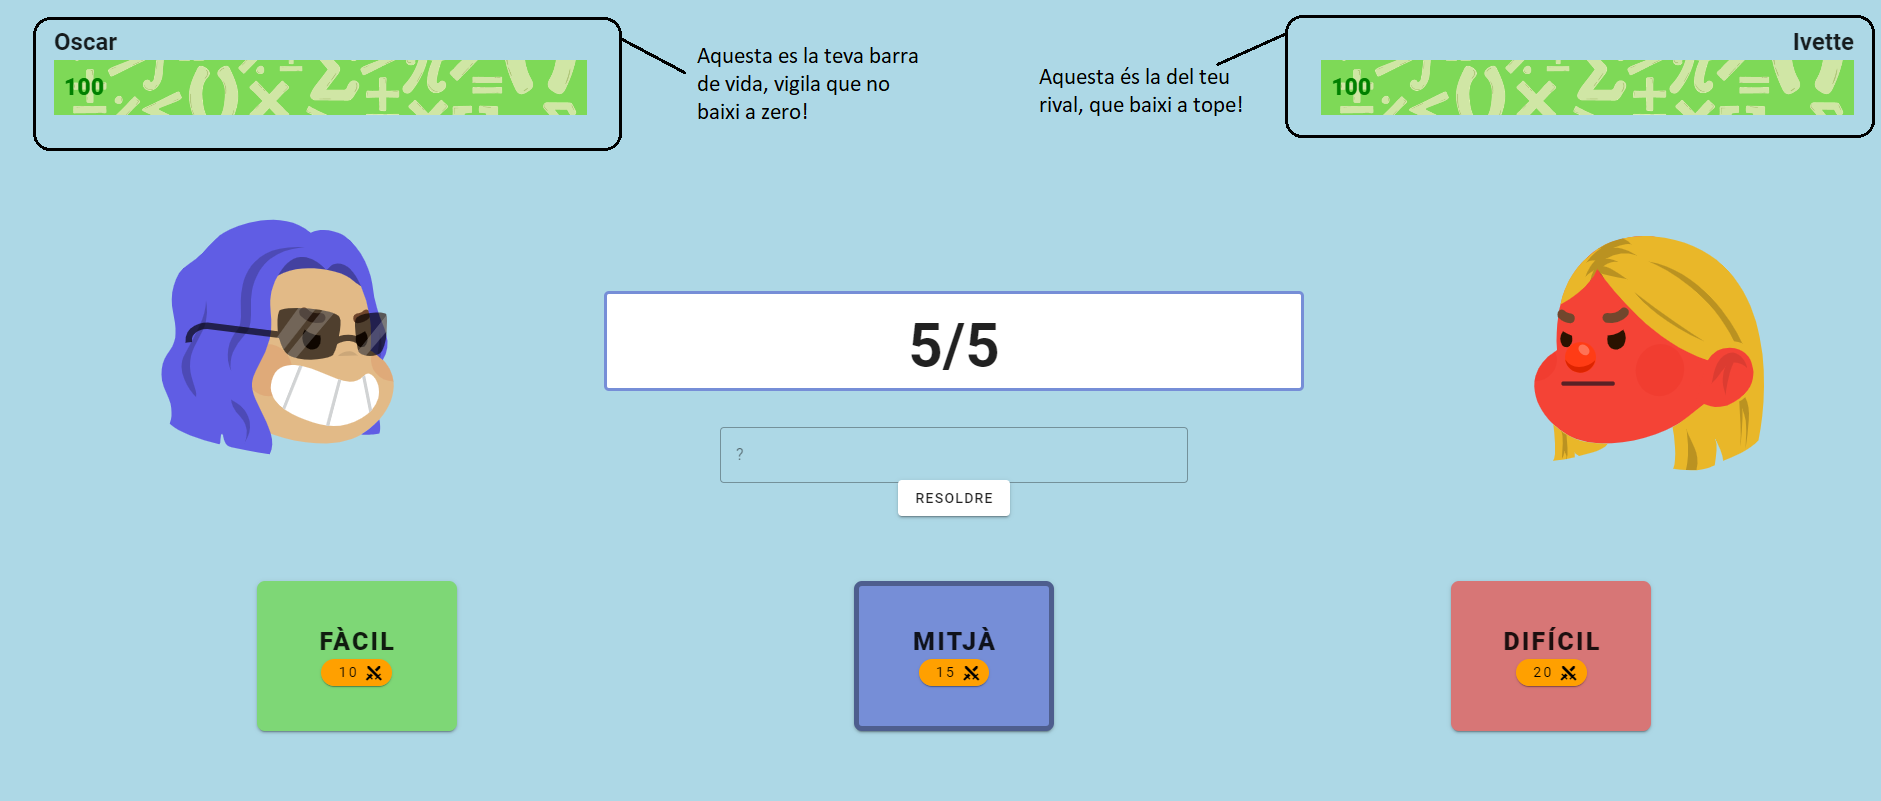 Oscar
100
Aquesta es la teva barra
de vida, vigila que no
baixi a zero!
Aquesta és la del teu
rival, que baixi a tope!
Ivette
100
5/5
?
RESOLDRE
FÀCIL
10
MITJÀ
15
DIFÍCIL
20